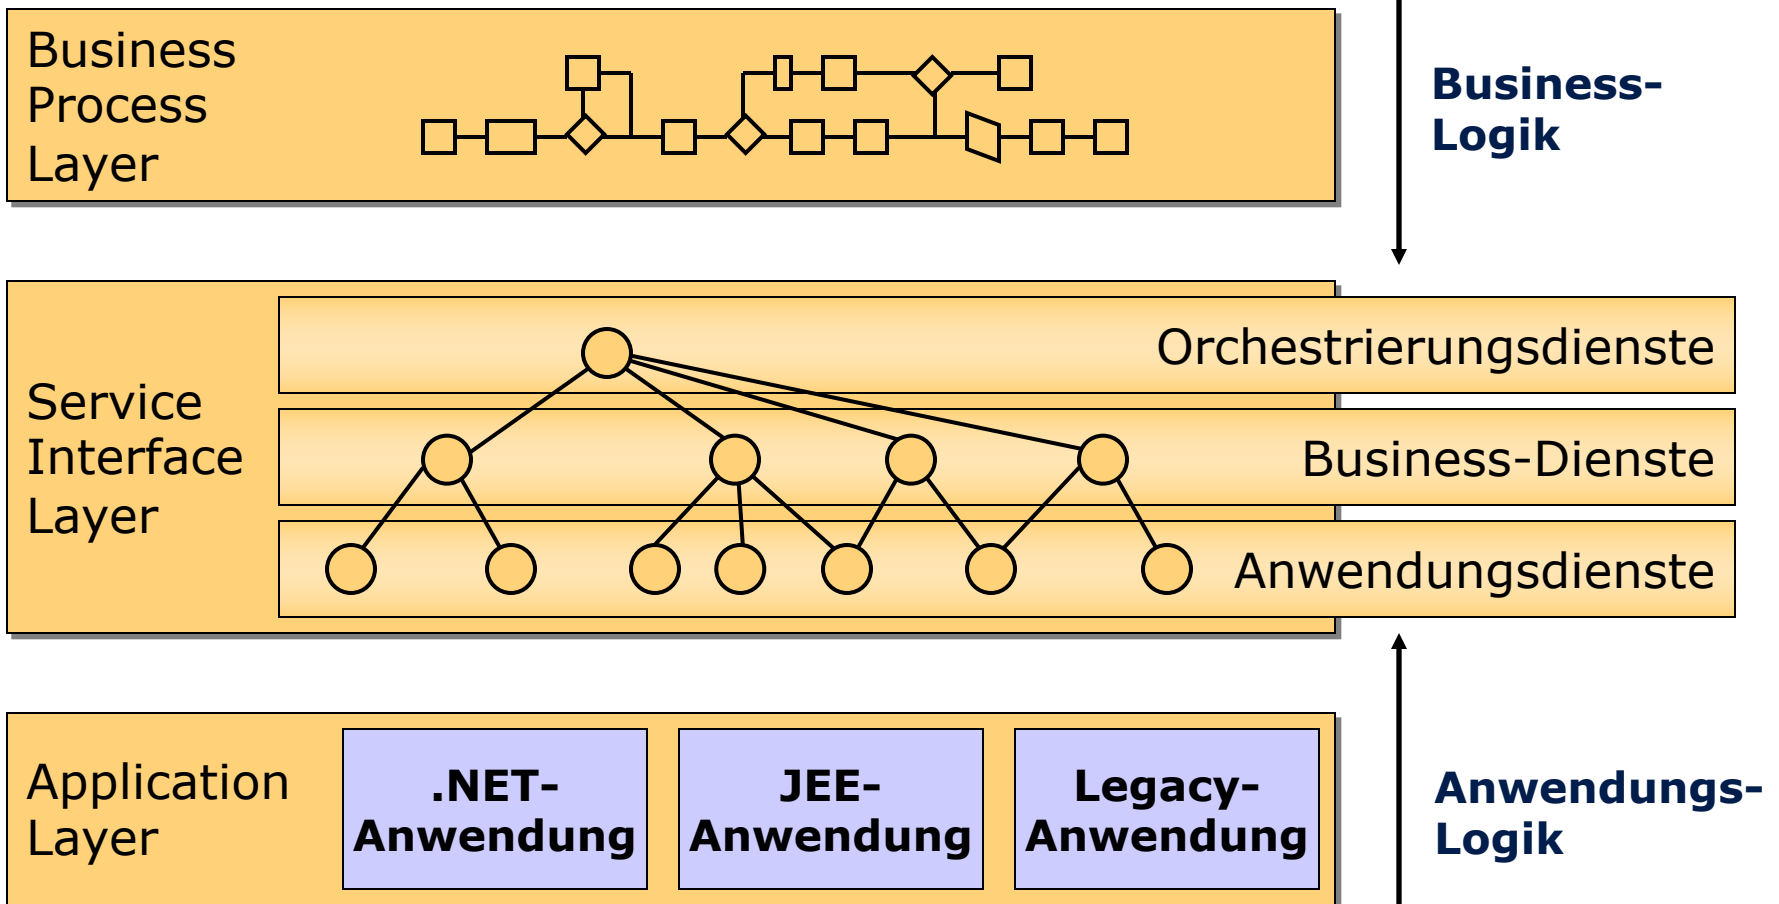 Business
Process
Layer
Business-
Logik
Service
Interface
Layer
Orchestrierungsdienste
Business-Dienste
Anwendungsdienste
Application
Layer
.NET-
Anwendung
JEE-
Anwendung
Legacy-
Anwendung
Anwendungs-
Logik